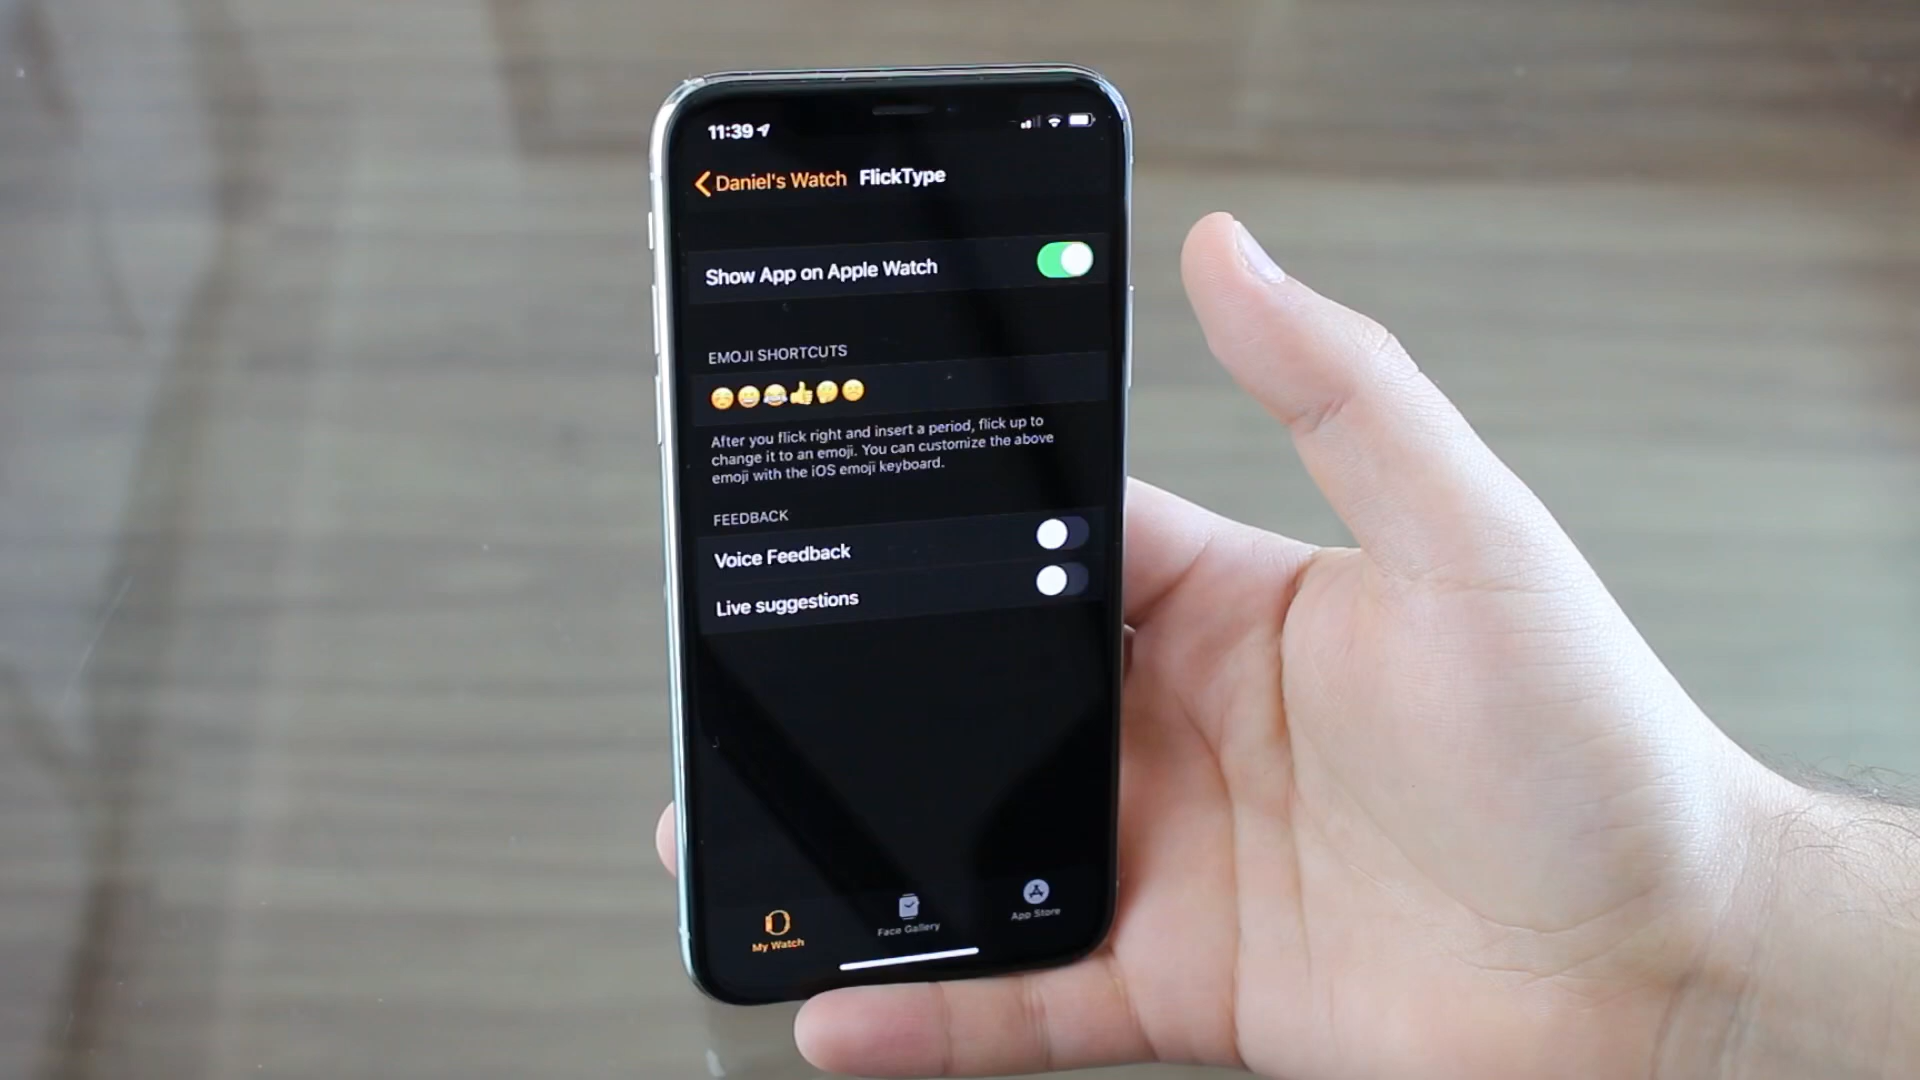 11:39
Daniel's Watch FlickType
Show App on Apple Watch
EMOJI SHORTCUTS
☺️😀😂👍🤔🙁
After you flick right and insert a period, flick up to
change it to an emoji. You can customize the above
emoji with the iOS emoji keyboard.
FEEDBACK
Voice Feedback
Live suggestions
My Watch
Face Gallery
App Store